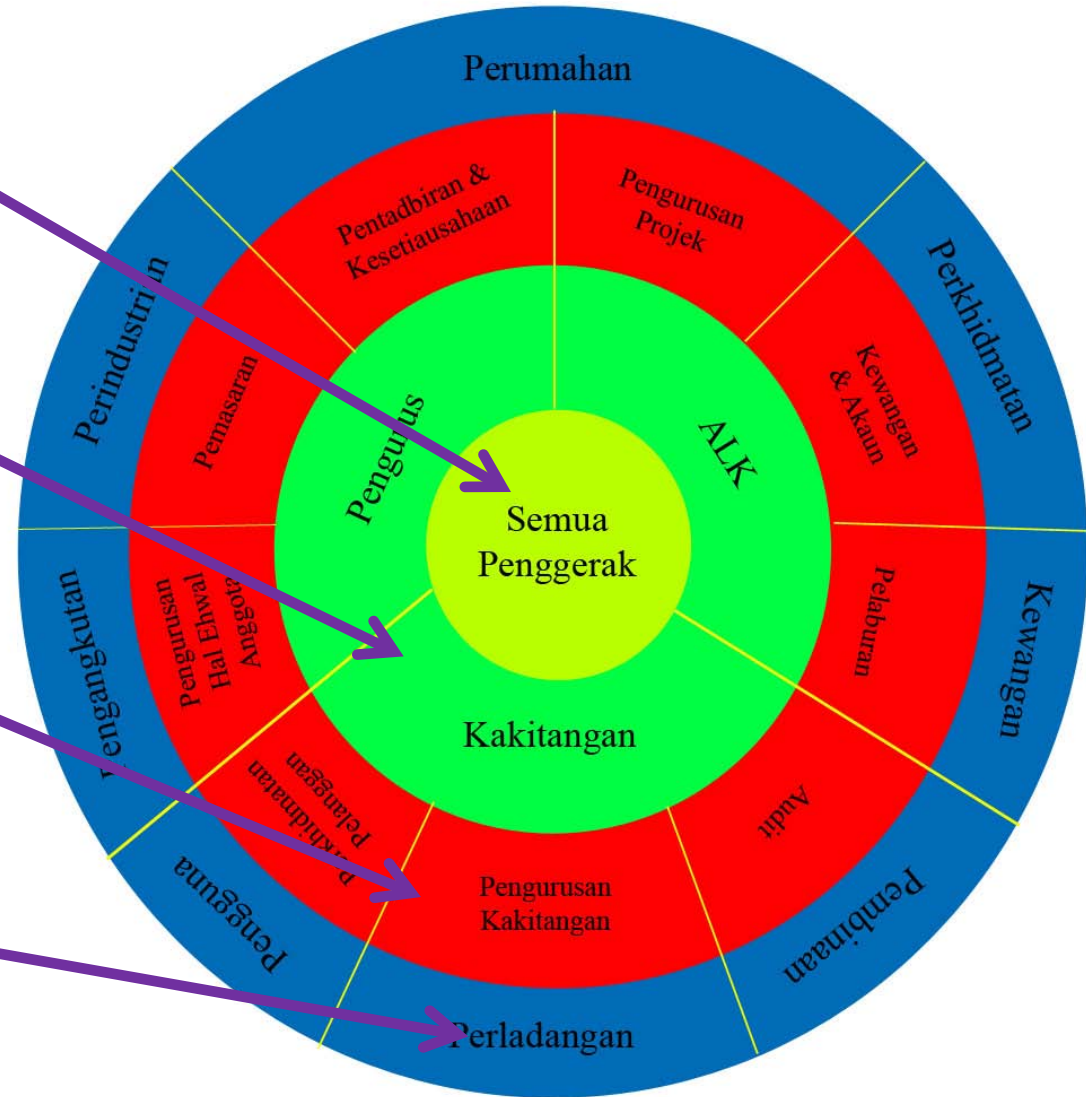 Perumahan
Pentadbiran &
Kesetiausahaan
Pengurusan
Projek
Perindustrian
Perkhidmatan
Pemasaran
Kewangan
& Akaun
Pengurus
ALK
Semua
Penggerak
Pengangkutan
Pengurusan
Hal Ehwal
Anggota
Pelaburan
Kewangan
Kakitangan
Perkhidmatan
Pelanggan
Audit
Pengurusan
Kakitangan
Pengguna
Pembinaan
Perladangan